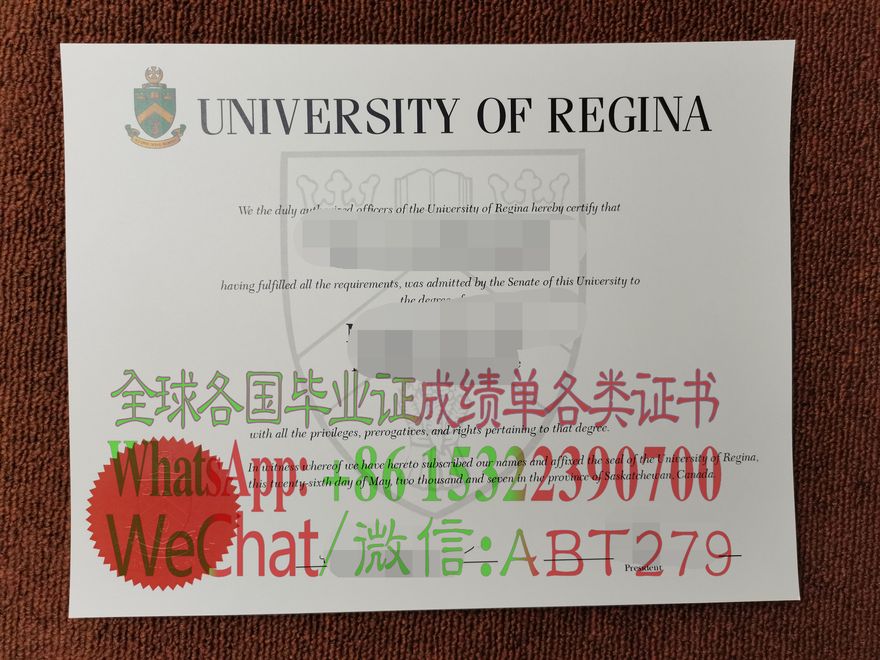 UNIVERSITY OF REGINA
We the duly authorized officers of the University of Regina hereby certify that
having fulfilled all the requirements, was admitted by the Senate of this University to
the degree of
全球各国毕业证成绩单各类证书
with all the privileges, prerogatives, and rights pertaining to that degree.
WhatsApp: +86 15322390700
In witness whereof we have hereto subscribed our names and affixed the seal of the University of Regina,
this twenty-sixth day of May, two thousand and seven in the province of Saskatchewan, Canada.
WeChat/微信:ABT279
President